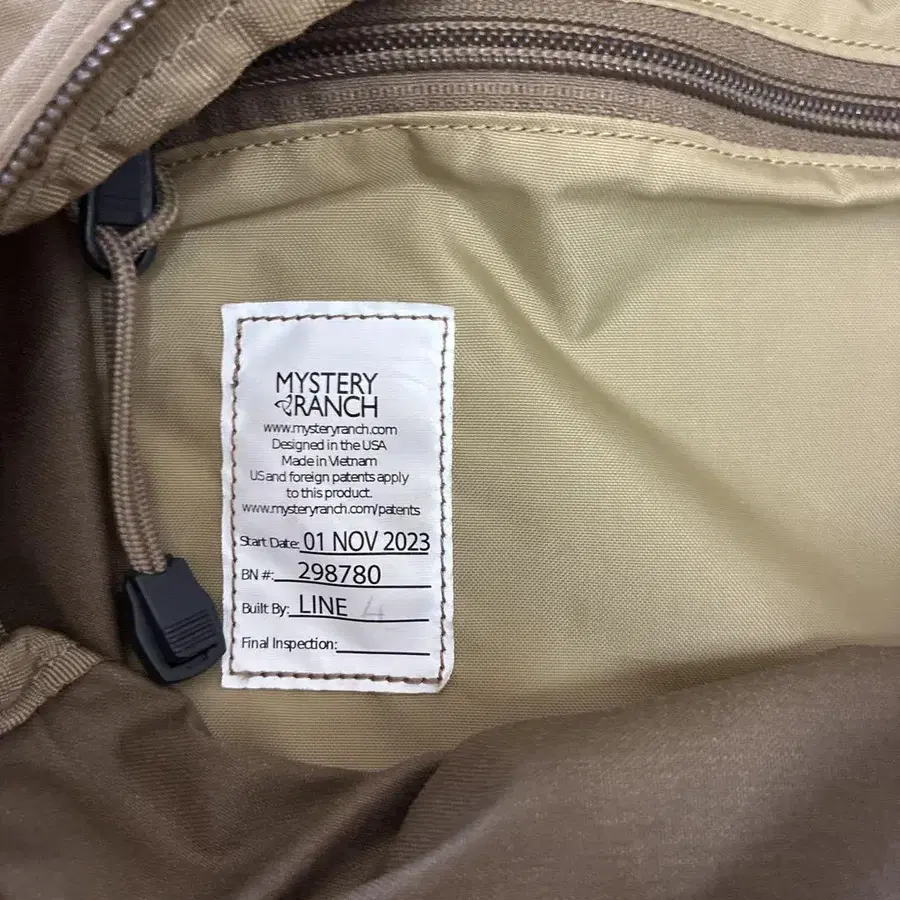 MYSTERY
RANCH
www.mysteryranch.com
Designed in the USA
Made in Vietnam
US and foreign patents apply
to this product.
www.mysteryranch.com/patents
Start Date: 01 NOV 2023
BN #: 298780
Built By: LINE 4
Final Inspection: